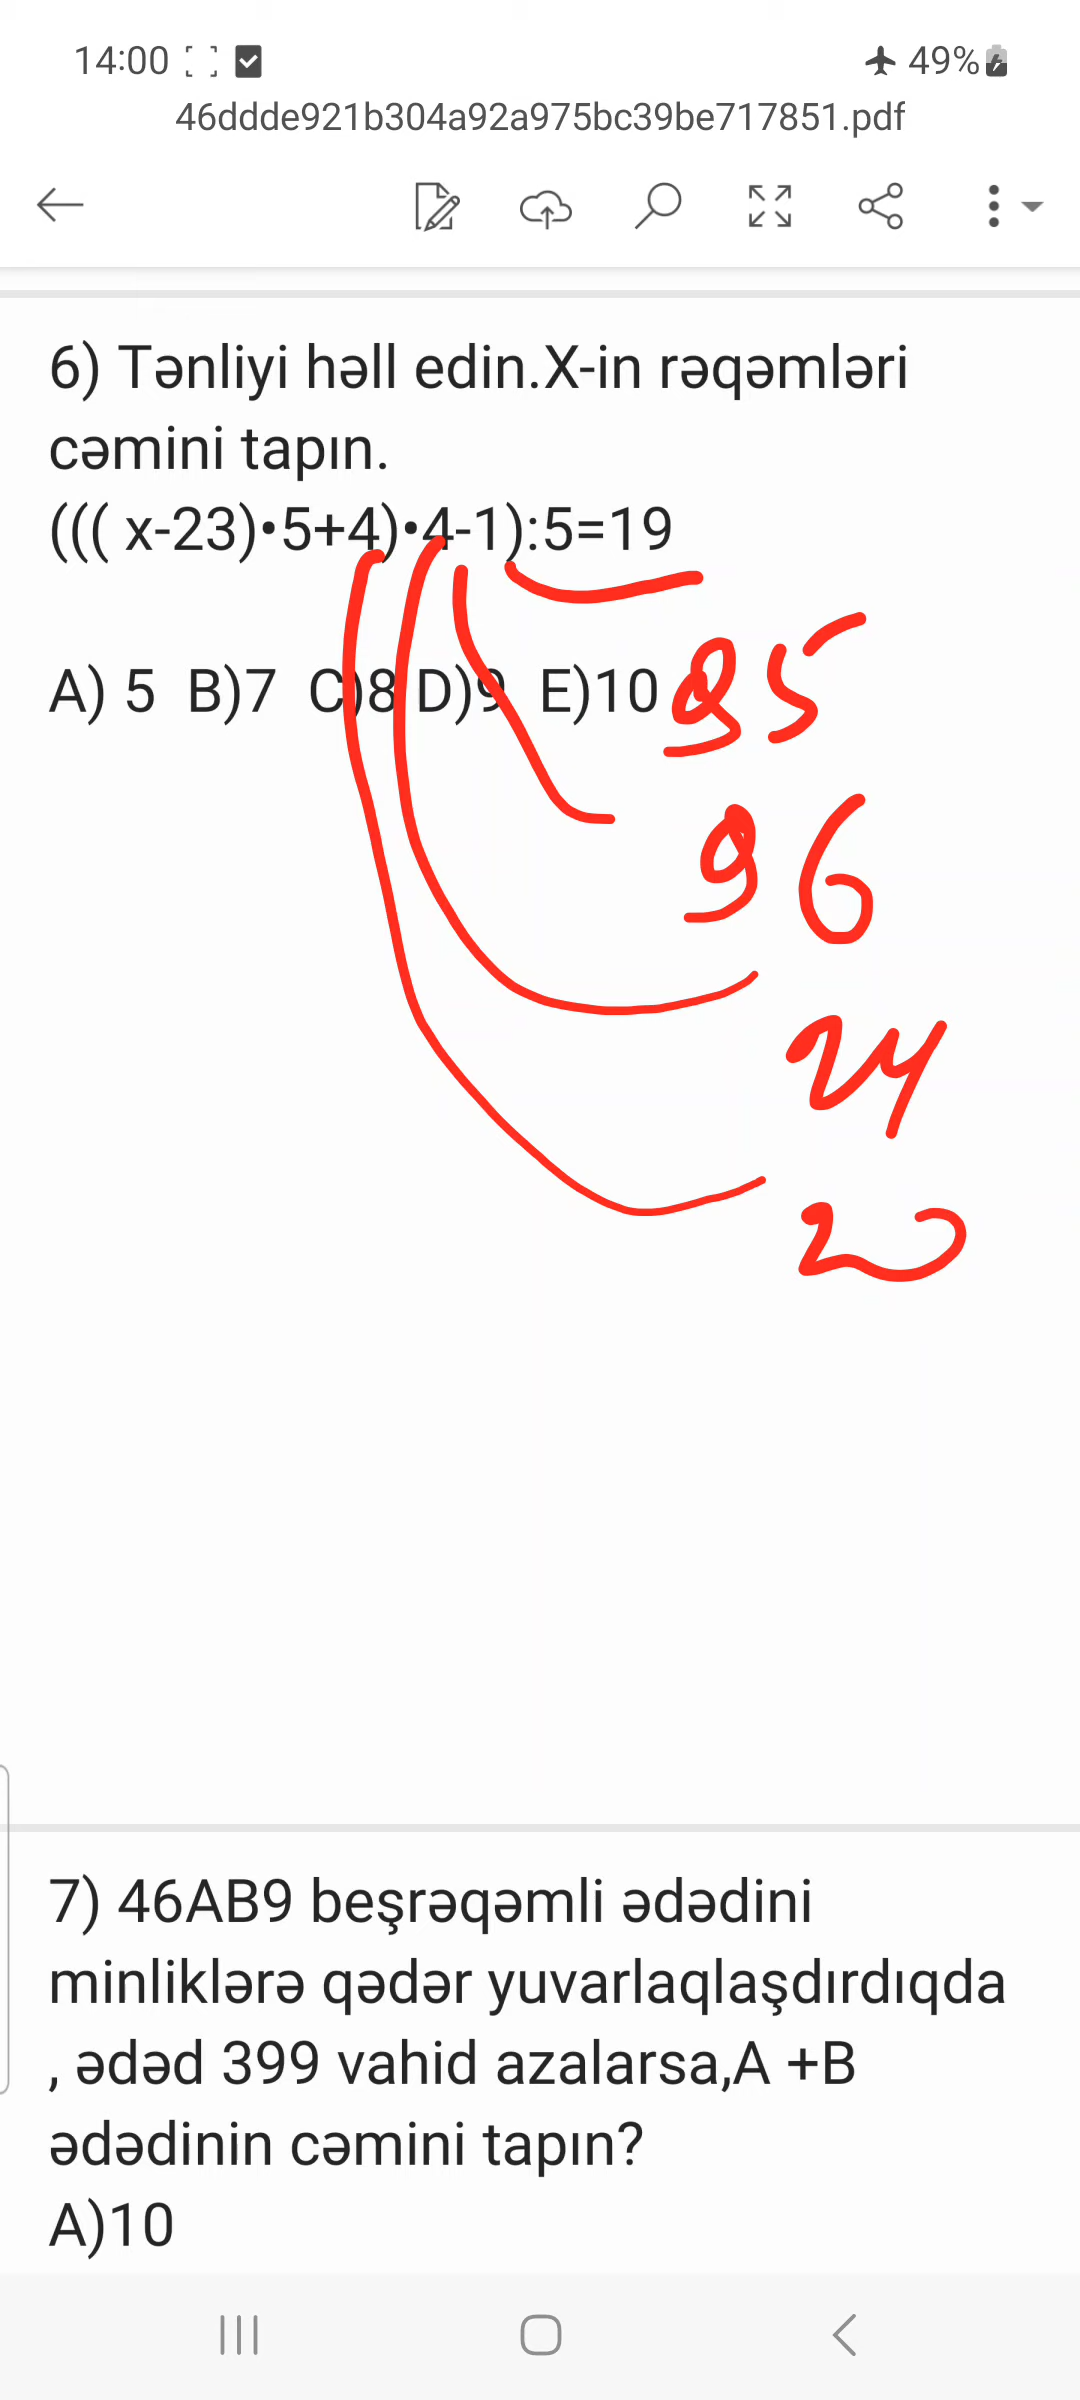 14:00
49%
46ddde921b304a92a975bc39be717851.pdf
6) Tənliyi həll edin.X-in rəqəmləri
cəmini tapın.
((( x-23)•5+4)•4-1):5=19
A) 5 B)7 C)8 D)9 E)10
95
96
24
20
7) 46AB9 beşrəqəmli ədədini
minliklərə qədər yuvarlaqlaşdırdıqda
, ədəd 399 vahid azalarsa,A +B
ədədinin cəmini tapın?
A)10